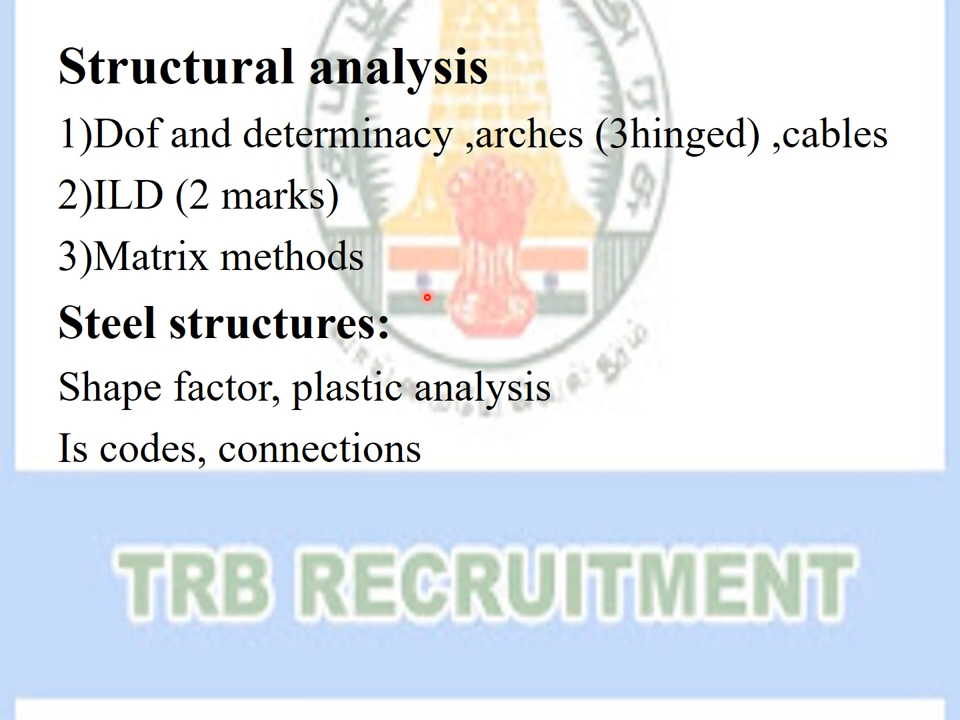 Structural analysis
1)Dof and determinacy ,arches (3hinged) ,cables
2)ILD (2 marks)
3)Matrix methods
Steel structures:
Shape factor, plastic analysis
Is codes, connections
TRB RECRUITMENT